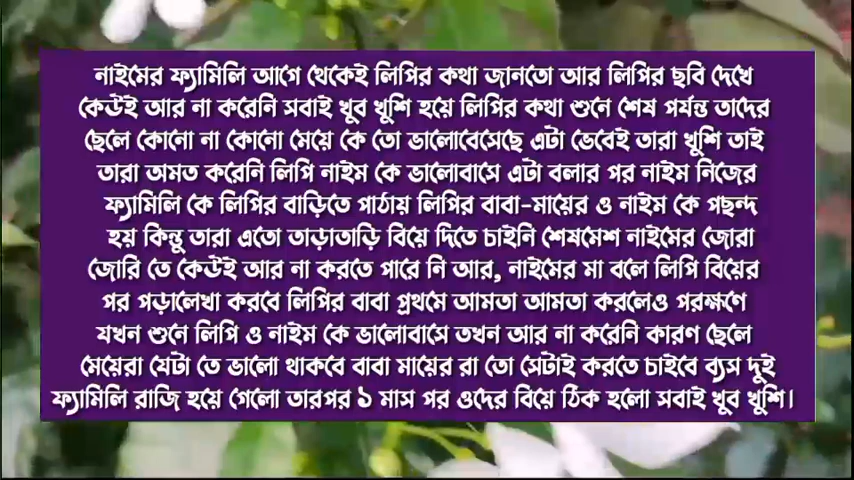 নাইমের ফ্যামিলি আগে থেকেই লিপির কথা জানতো আর লিপির ছবি দেখে
কেউই আর না করেনি সবাই খুব খুশি হয়ে লিপির কথা শুনে শেষ পর্যন্ত তাদের
ছেলে কোনো না কোনো মেয়ে কে তো ভালোবেসেছে এটা ভেবেই তারা খুশি তাই
তারা অমত করেনি লিপি নাইম কে ভালোবাসে এটা বলার পর নাইম নিজের
ফ্যামিলি কে লিপির বাড়িতে পাঠায় লিপির বাবা-মায়ের ও নাইম কে পছন্দ
হয় কিন্তু তারা এতো তাড়াতাড়ি বিয়ে দিতে চাইনি শেষমেশ নাইমের জোরা
জোরি তে কেউই আর না করতে পারে নি আর, নাইমের মা বলে লিপি বিয়ের
পর পড়ালেখা করবে লিপির বাবা প্রথমে আমতা আমতা করলেও পরক্ষণে
যখন শুনে লিপি ও নাইম কে ভালোবাসে তখন আর না করেনি কারণ ছেলে
মেয়েরা যেটা তে ভালো থাকবে বাবা মায়ের রা তো সেটাই করতে চাইবে ব্যস দুই
ফ্যামিলি রাজি হয়ে গেলো তারপর ১ মাস পর ওদের বিয়ে ঠিক হলো সবাই খুব খুশি।